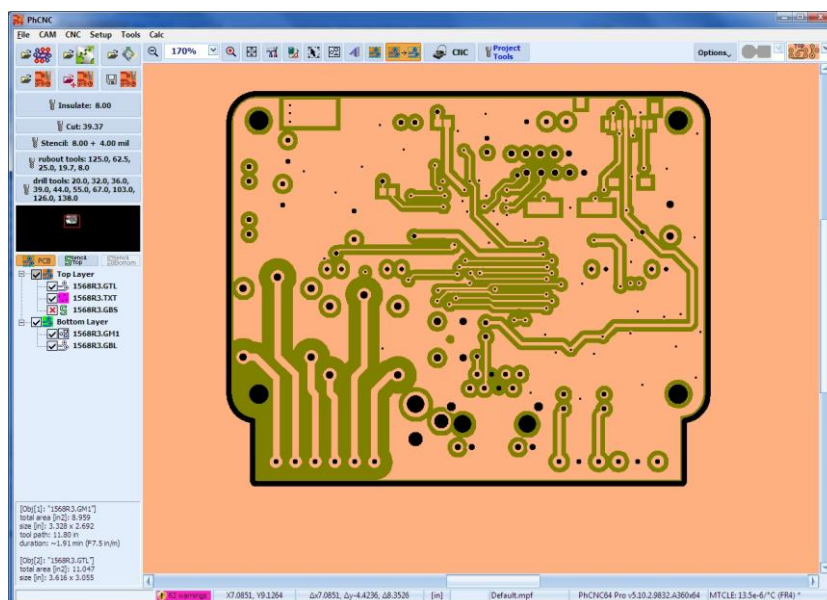 PhCNC
File CAM CNC Setup Tools Calc
170% CNC Project Tools Options
Insulate: 8.00
Cut: 39.37
Stencil: 8.00 + 4.00 mil
rubout tools: 125.0, 62.5,
25.0, 19.7, 8.0
drill tools: 20.0, 32.0, 36.0,
39.0, 44.0, 55.0, 67.0, 103.0,
126.0, 138.0
PCB Stencil Top Stencil Bottom
Top Layer
1568R3.GTL
1568R3.TXT
1568R3.GBS
Bottom Layer
1568R3.GM1
1568R3.GBL
[Obj[1]: "1568R3.GM1"]
total area [in2]: 8.959
size [in]: 3.328 x 2.692
tool path: 11.80 in
duration: ~1.91 min (F7.5 in/m)
[Obj[2]: "1568R3.GTL"]
total area [in2]: 11.047
size [in]: 3.616 x 3.055
62 warnings X7.0851, Y9.1264 Δx7.0851, Δy-4.4236, Δ8.3526 [in] Default.mpf PhCNC64 Pro v5.10.2.9832.A360x64 MTCLE: 13.5e-6/°C (FR4) *